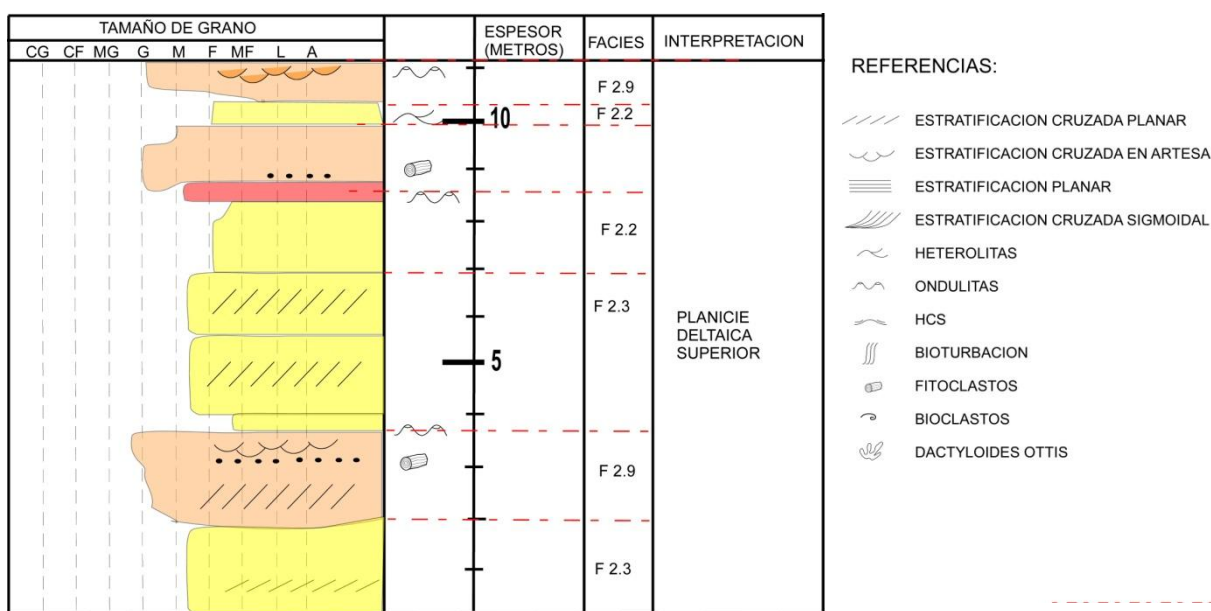 TAMAÑO DE GRANO
CG CF MG G M F MF L A
ESPESOR
(METROS)
FACIES
INTERPRETACION
F 2.9
F 2.2
10
F 2.2
F 2.3
5
F 2.9
F 2.3
PLANICIE
DELTAICA
SUPERIOR
REFERENCIAS:
ESTRATIFICACION CRUZADA PLANAR
ESTRATIFICACION CRUZADA EN ARTESA
ESTRATIFICACION PLANAR
ESTRATIFICACION CRUZADA SIGMOIDAL
HETEROLITAS
ONDULITAS
HCS
BIOTURBACION
FITOCLASTOS
BIOCLASTOS
DACTYLOIDES OTTIS